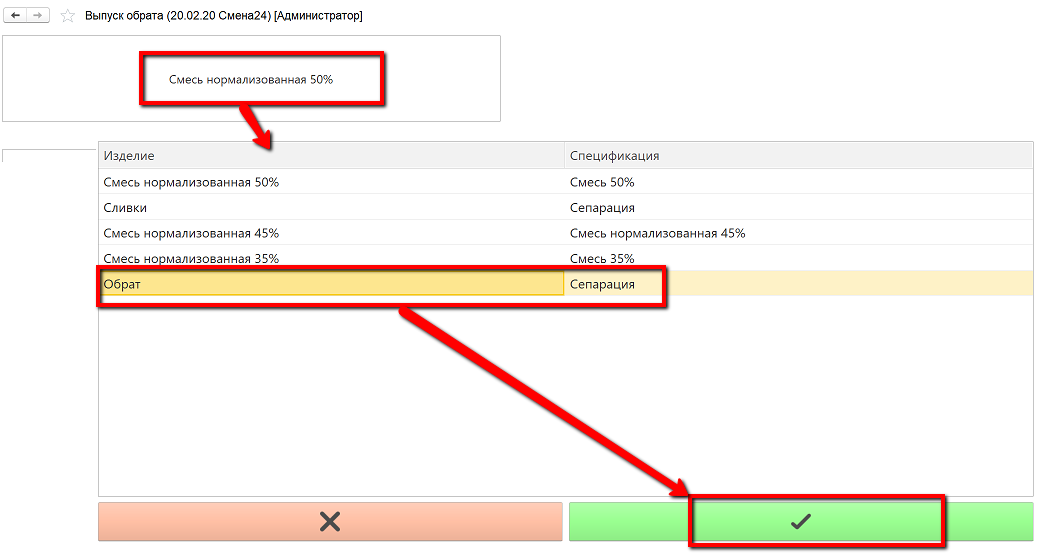 Выпуск обрата (20.02.20 Смена24) [Администратор]
Смесь нормализованная 50%
Изделие Спецификация
Смесь нормализованная 50% Смесь 50%
Сливки Сепарация
Смесь нормализованная 45% Смесь нормализованная 45%
Смесь нормализованная 35% Смесь 35%
Обрат Сепарация